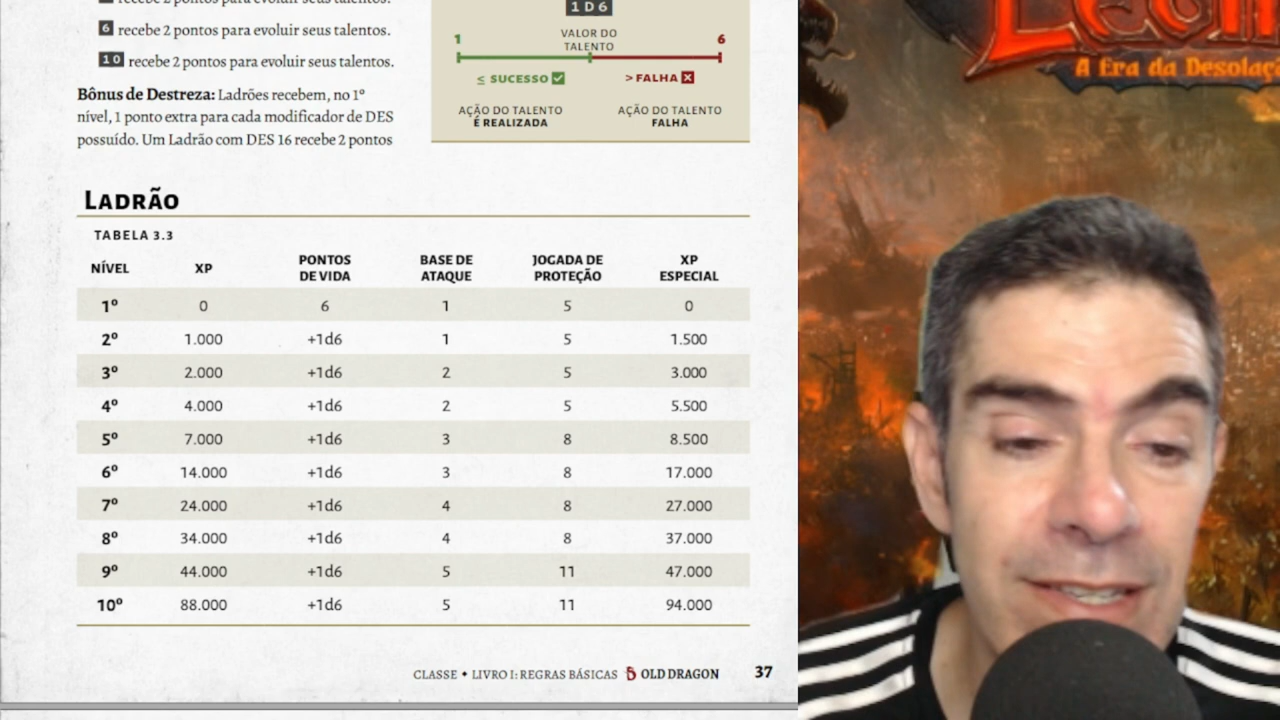 recebe 2 pontos para evoluir seus talentos.
6 recebe 2 pontos para evoluir seus talentos.
10 recebe 2 pontos para evoluir seus talentos.
Bônus de Destreza: Ladrões recebem, no 1º
nível, 1 ponto extra para cada modificador de DES
possuído. Um Ladrão com DES 16 recebe 2 pontos
1D6
1 VALOR DO TALENTO 6
≤ SUCESSO > FALHA
AÇÃO DO TALENTO É REALIZADA
AÇÃO DO TALENTO FALHA
LADRÃO
TABELA 3.3
NÍVEL XP PONTOS DE VIDA BASE DE ATAQUE JOGADA DE PROTEÇÃO XP ESPECIAL
1º 0 6 1 5 0
2º 1.000 +1d6 1 5 1.500
3º 2.000 +1d6 2 5 3.000
4º 4.000 +1d6 2 5 5.500
5º 7.000 +1d6 3 8 8.500
6º 14.000 +1d6 3 8 17.000
7º 24.000 +1d6 4 8 27.000
8º 34.000 +1d6 4 8 37.000
9º 44.000 +1d6 5 11 47.000
10º 88.000 +1d6 5 11 94.000
CLASSE • LIVRO I: REGRAS BÁSICAS OLD DRAGON 37
A Era da Desolaç